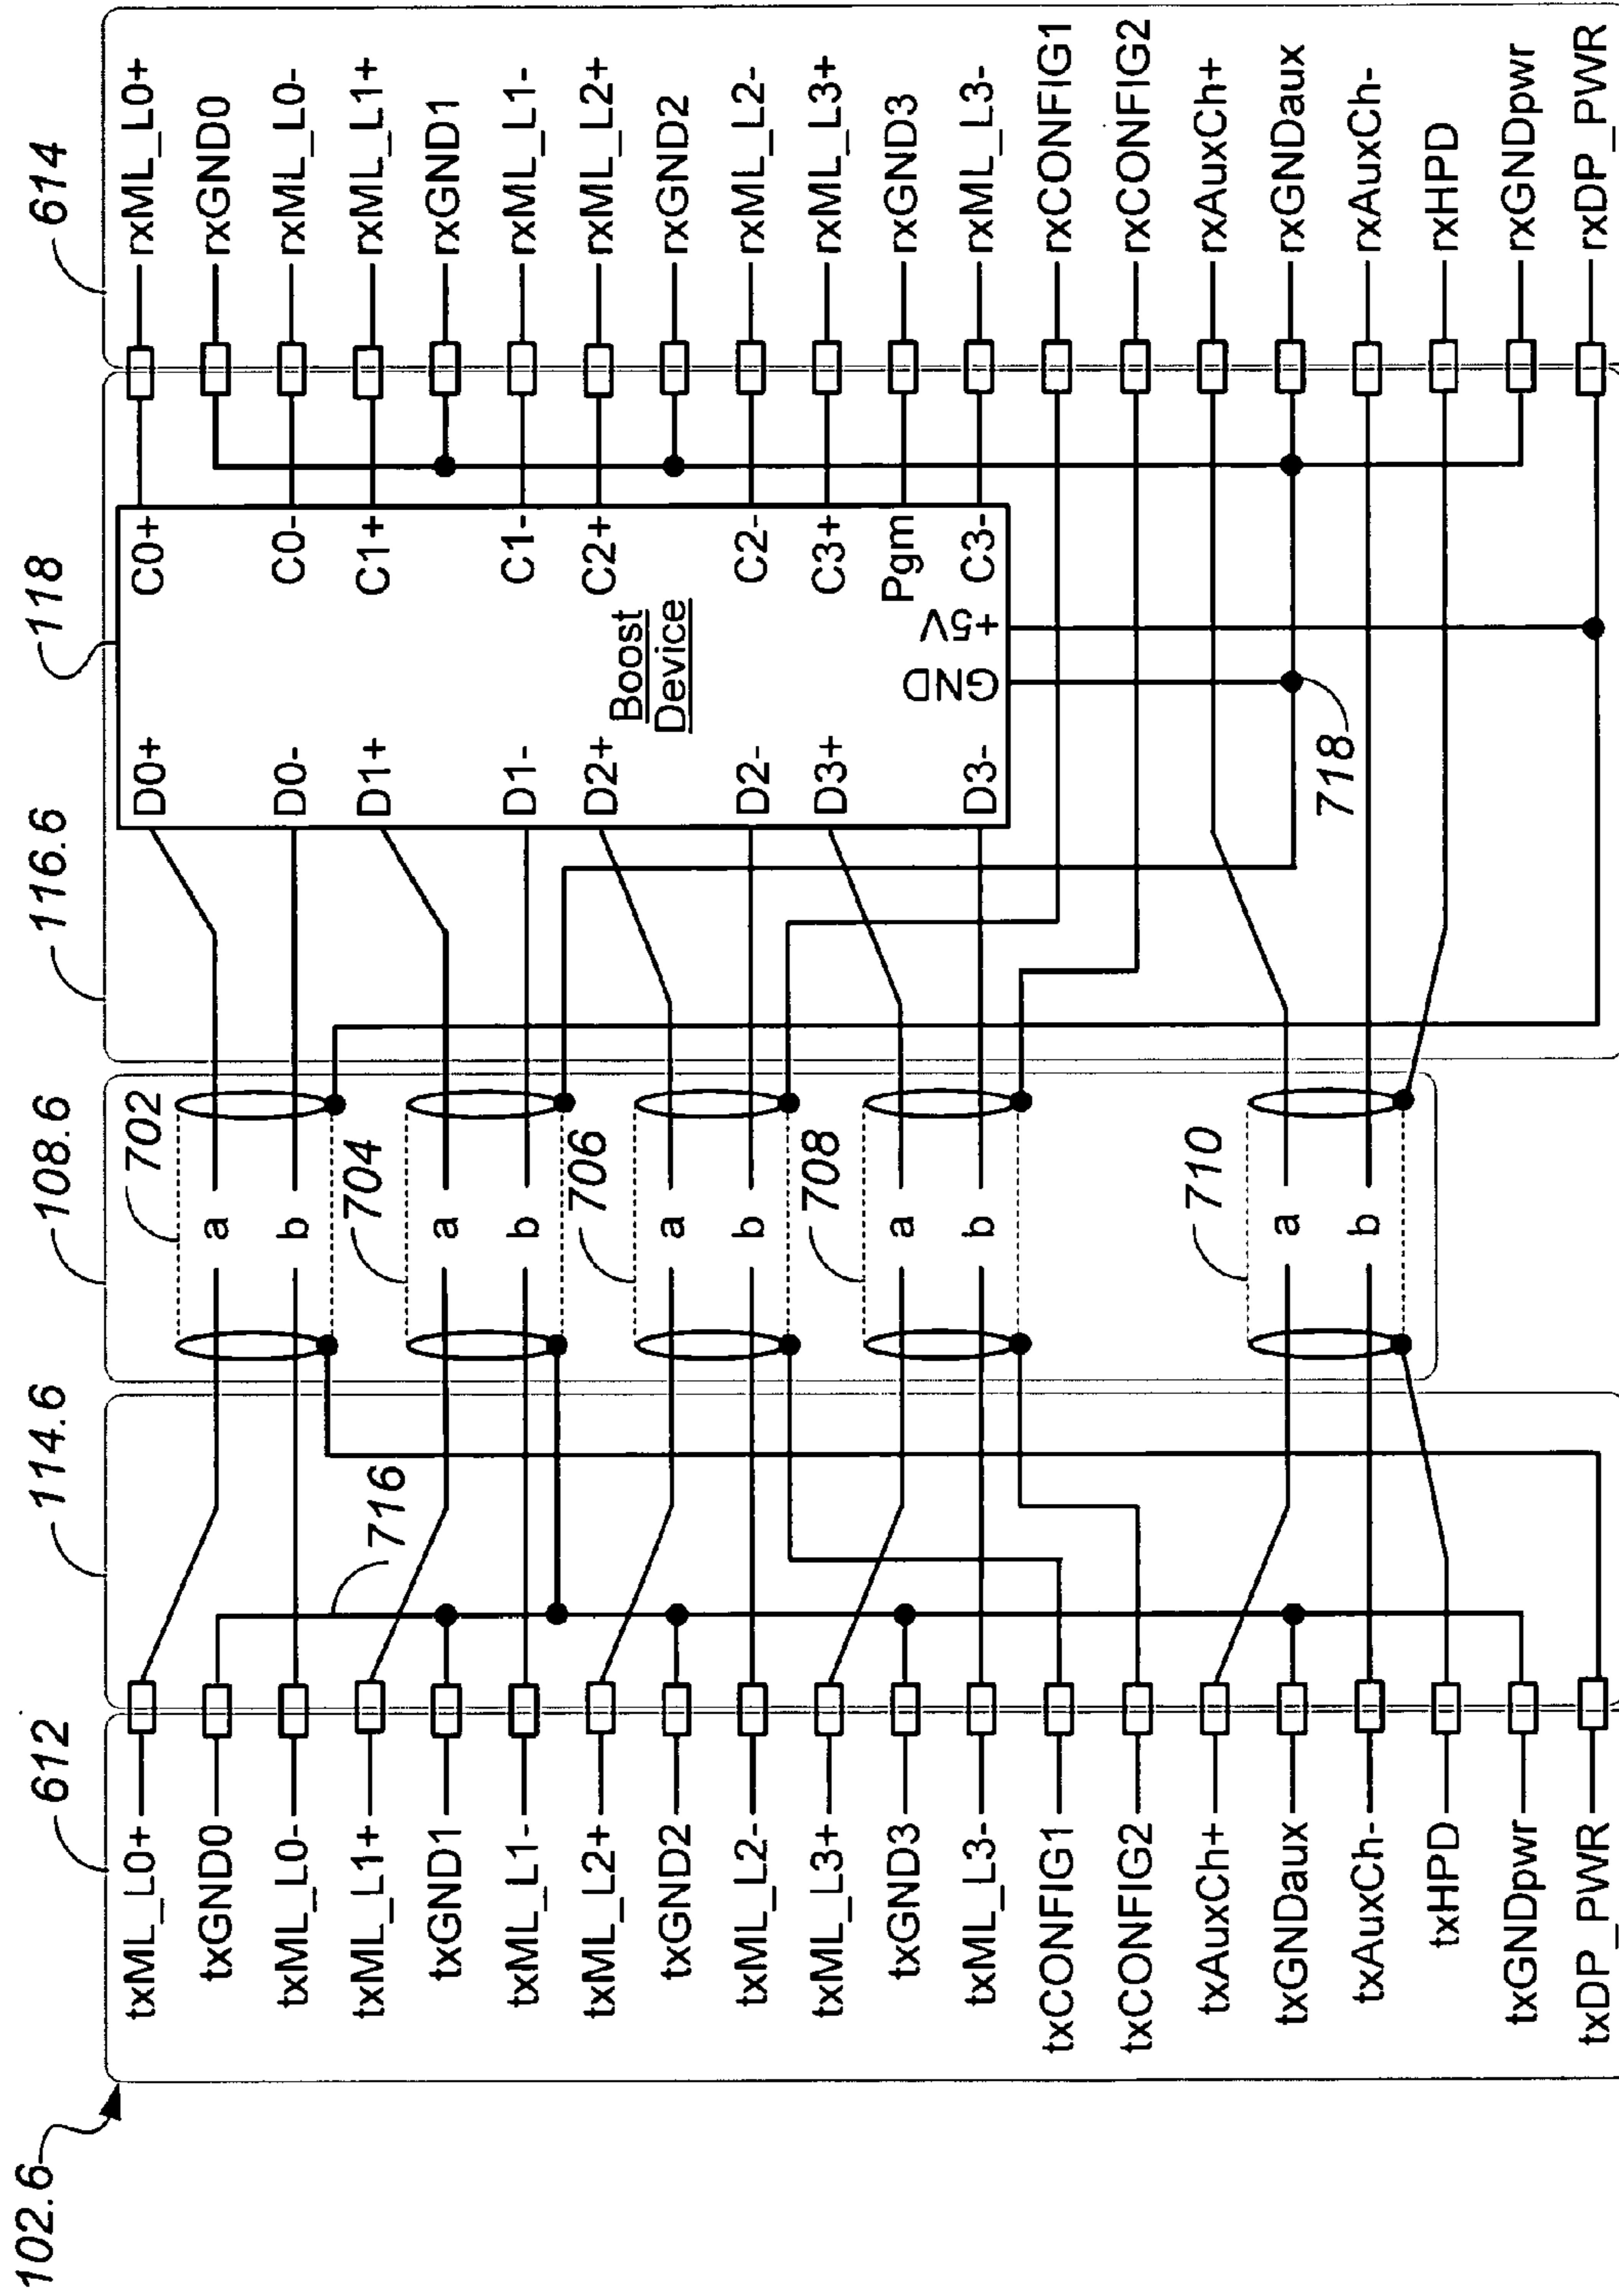 102.6
612
114.6
108.6
116.6
118
614
txML_L0+
txGND0
txML_L0-
txML_L1+
txGND1
txML_L1-
txML_L2+
txGND2
txML_L2-
txML_L3+
txGND3
txML_L3-
txCONFIG1
txCONFIG2
txAuxCh+
txGNDaux
txAuxCh-
txHPD
txGNDpwr
txDP_PWR
716
702
a
b
704
a
b
706
a
b
708
a
b
710
a
b
D0+
D0-
D1+
D1-
D2+
D2-
D3+
D3-
Boost
Device
GND
+5V
C0+
C0-
C1+
C1-
C2+
C2-
C3+
Pgm
C3-
718
rxML_L0+
rxGND0
rxML_L0-
rxML_L1+
rxGND1
rxML_L1-
rxML_L2+
rxGND2
rxML_L2-
rxML_L3+
rxGND3
rxML_L3-
rxCONFIG1
rxCONFIG2
rxAuxCh+
rxGNDaux
rxAuxCh-
rxHPD
rxGNDpwr
rxDP_PWR